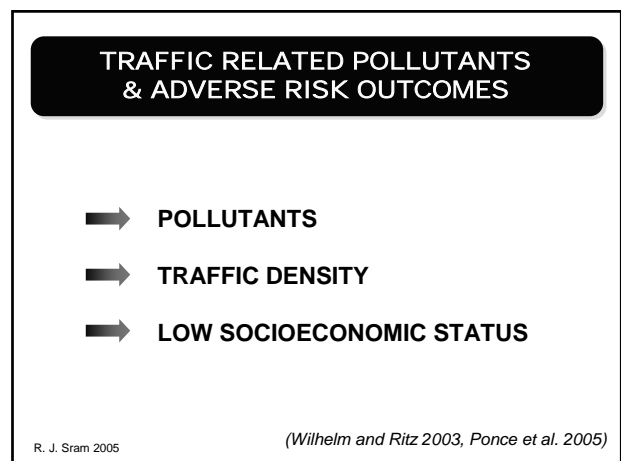 TRAFFIC RELATED POLLUTANTS
& ADVERSE RISK OUTCOMES
POLLUTANTS
TRAFFIC DENSITY
LOW SOCIOECONOMIC STATUS
(Wilhelm and Ritz 2003, Ponce et al. 2005)
R. J. Sram 2005